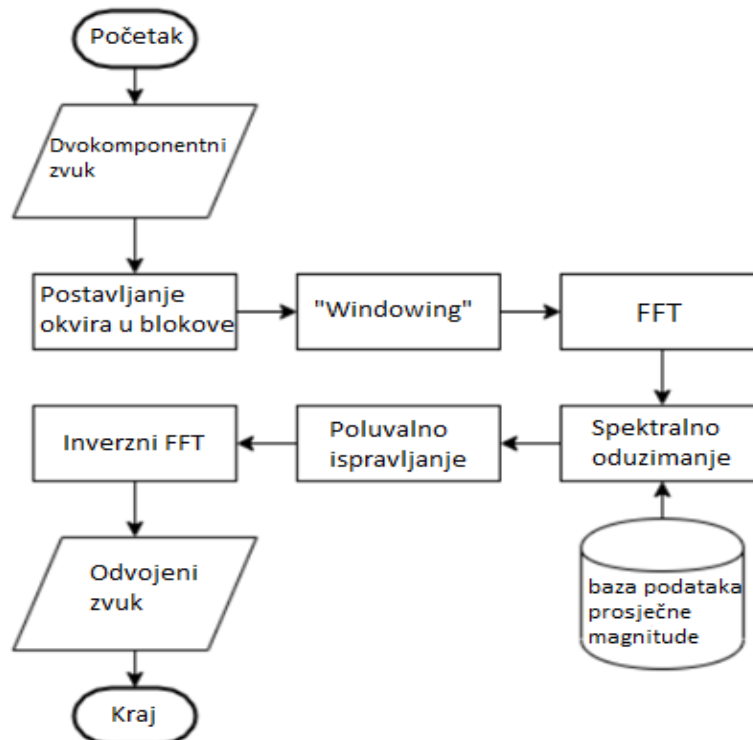 Početak
Dvokomponentni
zvuk
Postavljanje
okvira u blokove
"Windowing"
FFT
Spektralno
oduzimanje
baza podataka
prosječne
magnitude
Poluvalno
ispravljanje
Inverzni FFT
Odvojeni
zvuk
Kraj